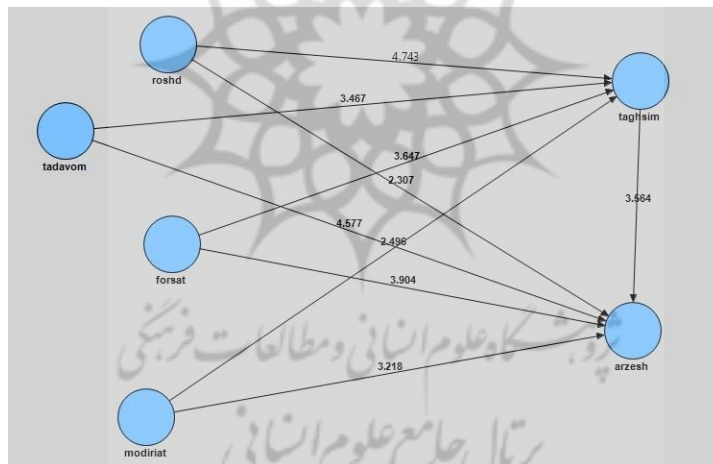 roshd
4.743
taghsim
3.467
tadavom
3.647
2.307
3.564
4.577
2.496
forsat
3.904
پژوهشگاه علوم انسانی و مطالعات فرهنگی
arzesh
3.218
modiriat
پرتال جامع علوم انسانی